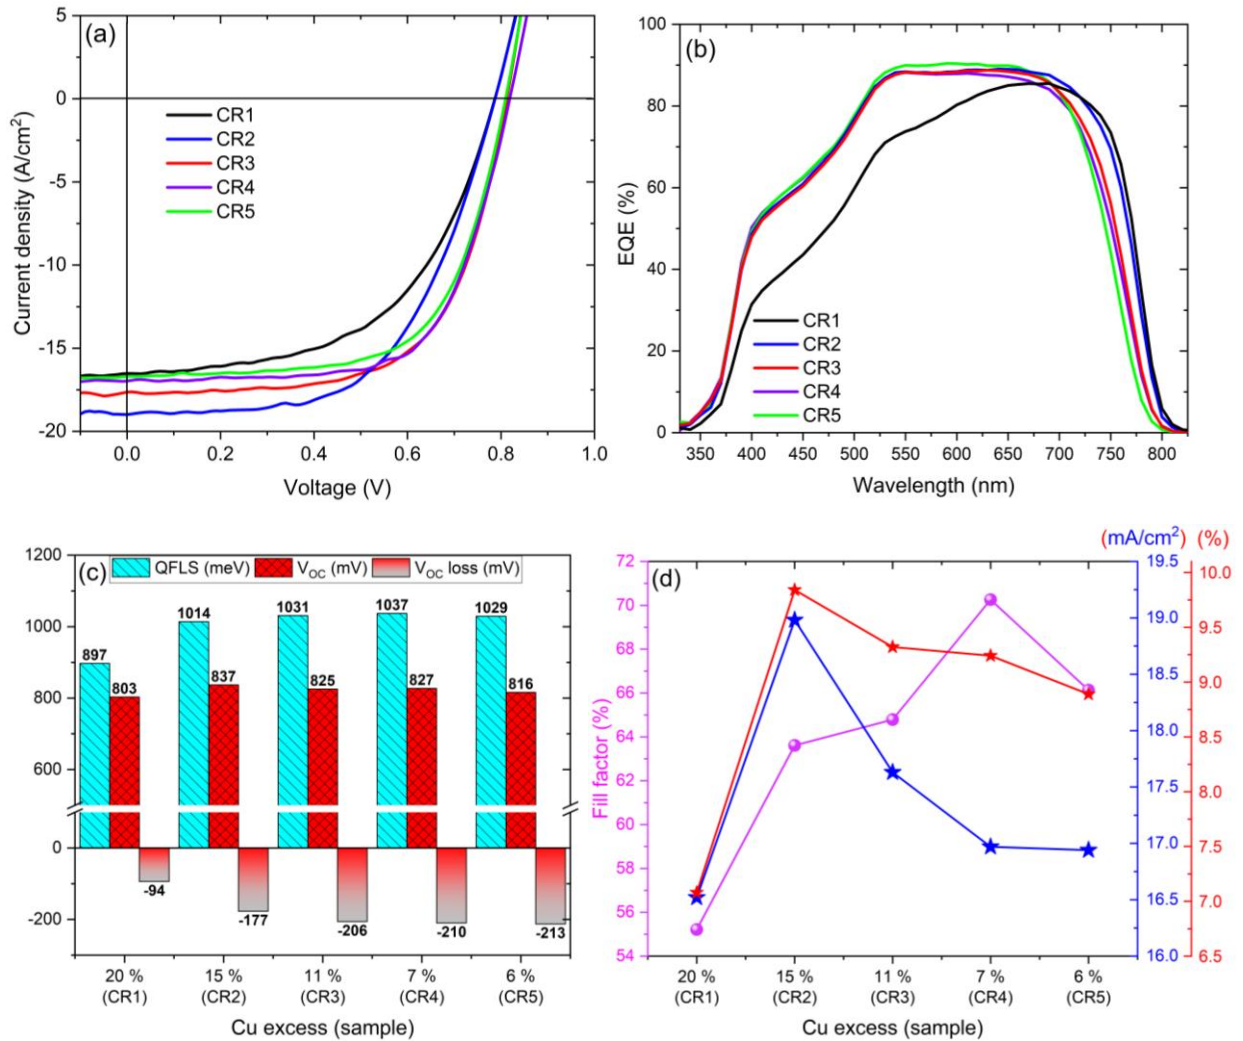 (a)
Current density (A/cm²)
5
0
-5
-10
-15
-20
CR1
CR2
CR3
CR4
CR5
0.0 0.2 0.4 0.6 0.8 1.0
Voltage (V)
(b)
EQE (%)
100
80
60
40
20
0
CR1
CR2
CR3
CR4
CR5
350 400 450 500 550 600 650 700 750 800
Wavelength (nm)
(c)
QFLS (meV) V_OC (mV) V_OC loss (mV)
1200
1000
800
600
0
-200
897 803 -94
1014 837 -177
1031 825 -206
1037 827 -210
1029 816 -213
20 % 15 % 11 % 7 % 6 %
(CR1) (CR2) (CR3) (CR4) (CR5)
Cu excess (sample)
(d)
Fill factor (%)
72
70
68
66
64
62
60
58
56
54
(mA/cm²) (%)
19.5
19.0
18.5
18.0
17.5
17.0
16.5
16.0
10.0
9.5
9.0
8.5
8.0
7.5
7.0
6.5
20 % 15 % 11 % 7 % 6 %
(CR1) (CR2) (CR3) (CR4) (CR5)
Cu excess (sample)